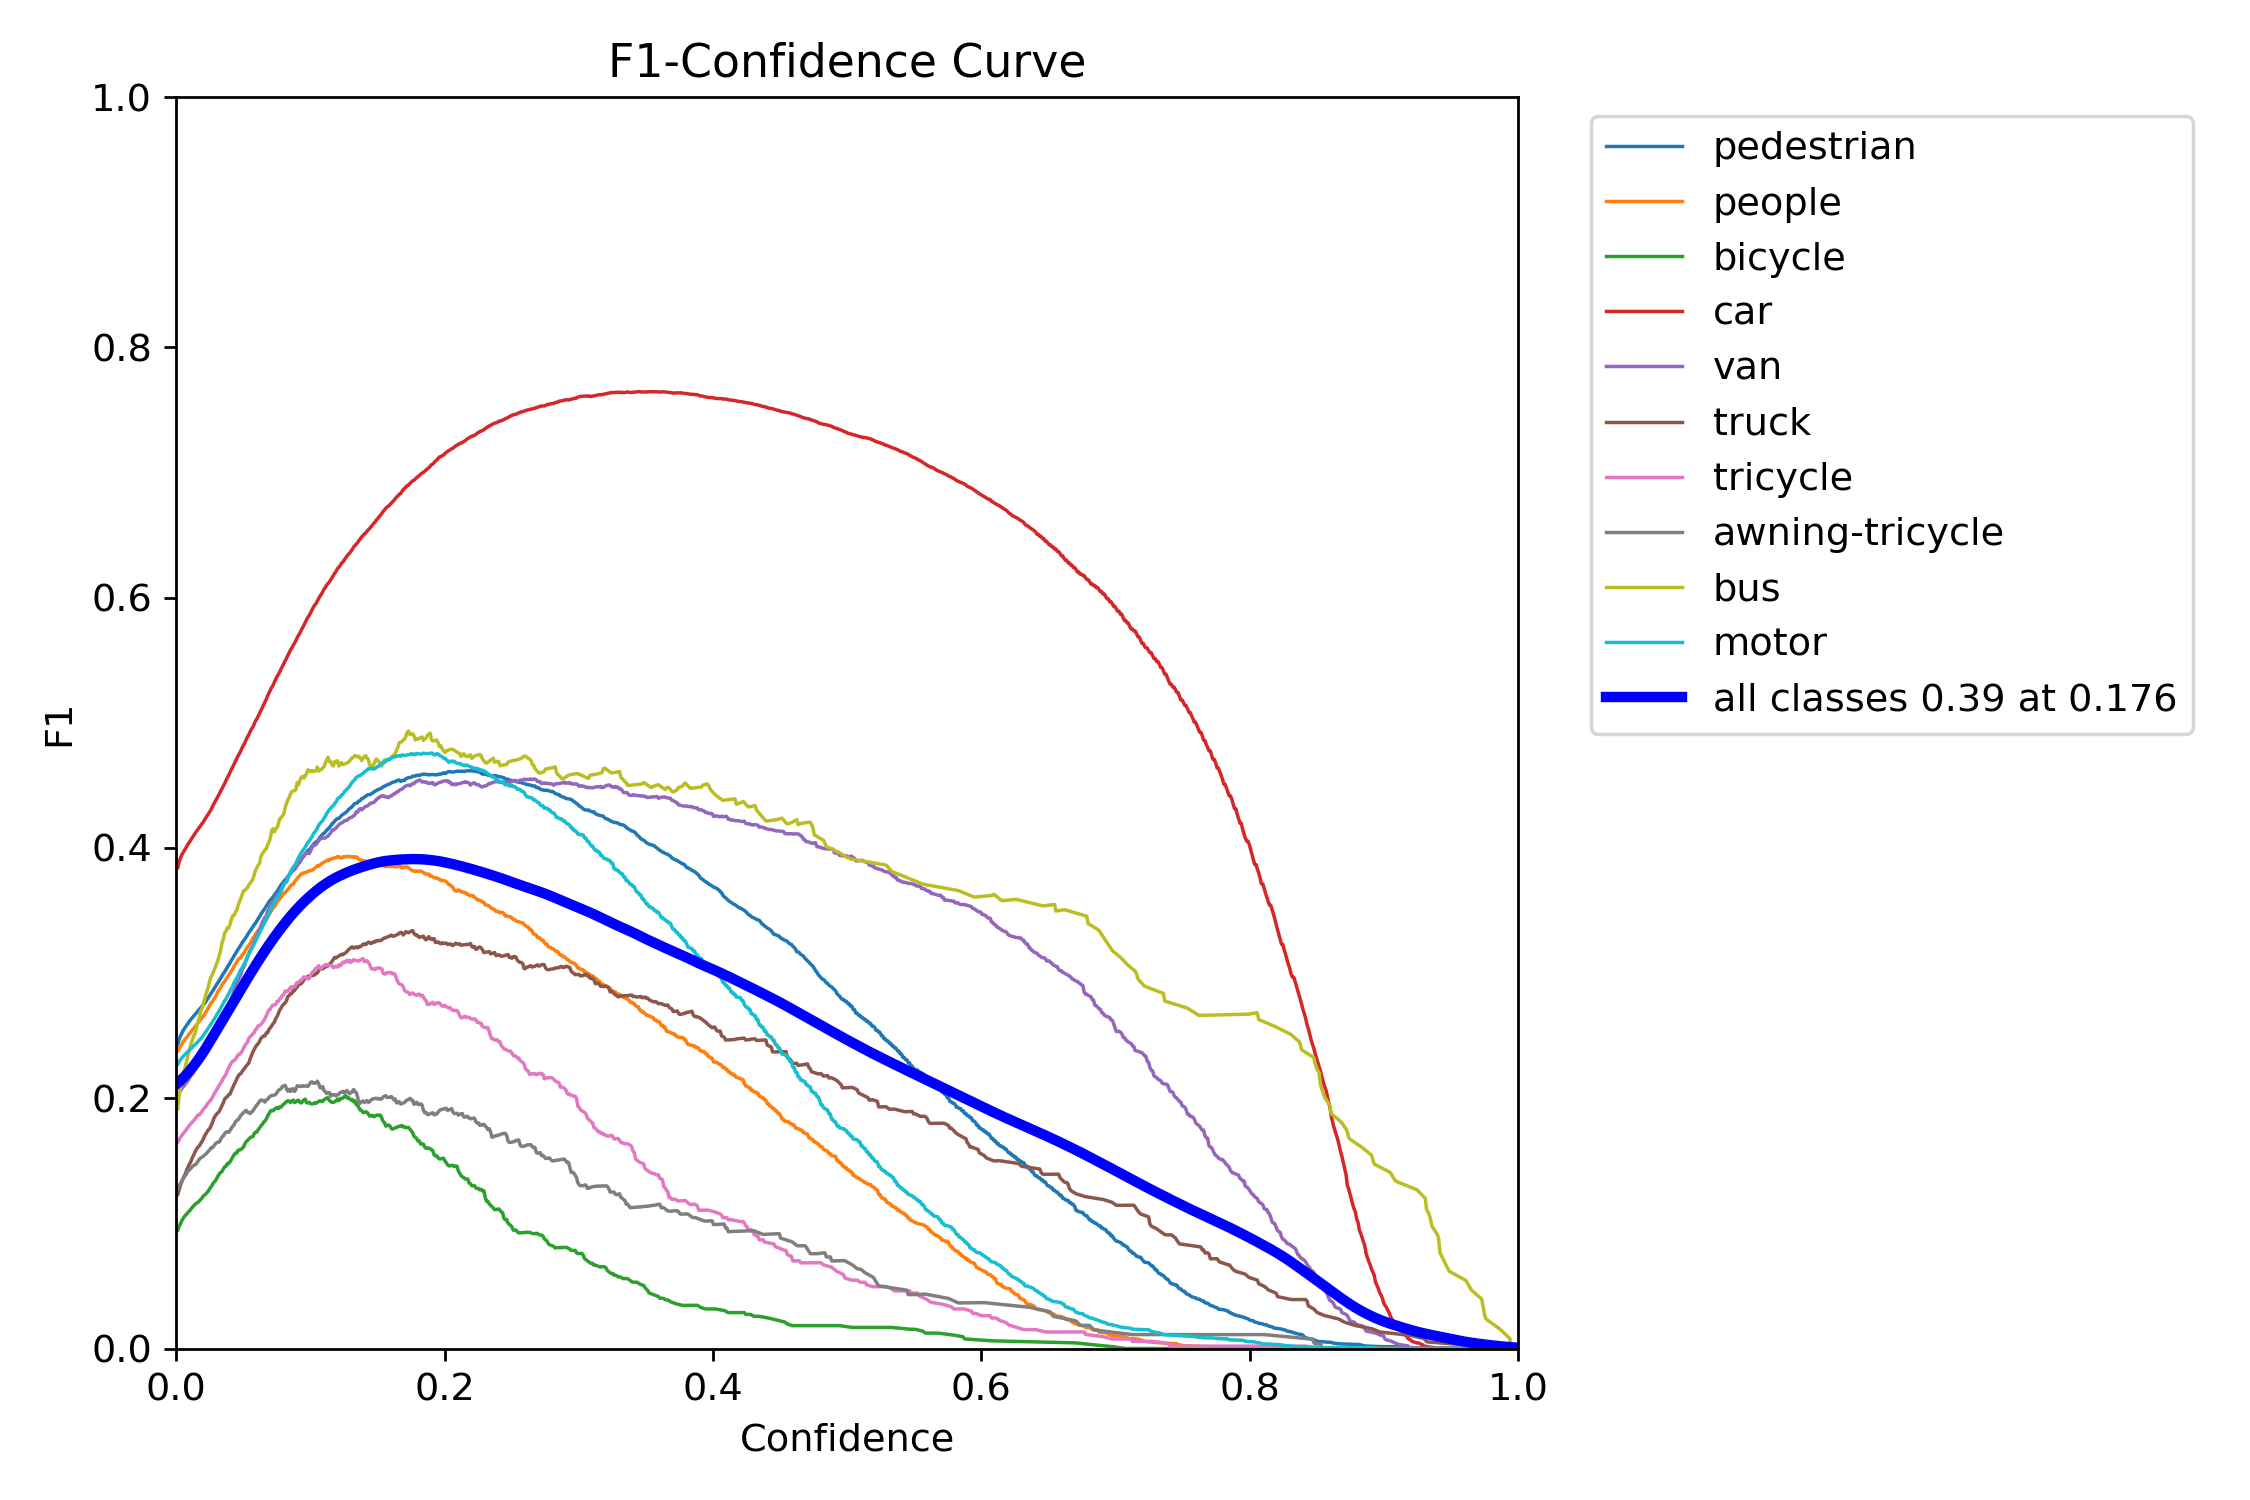 F1-Confidence Curve
1.0
0.8
0.6
0.4
0.2
0.0
F1
0.0 0.2 0.4 0.6 0.8 1.0
Confidence
pedestrian
people
bicycle
car
van
truck
tricycle
awning-tricycle
bus
motor
all classes 0.39 at 0.176